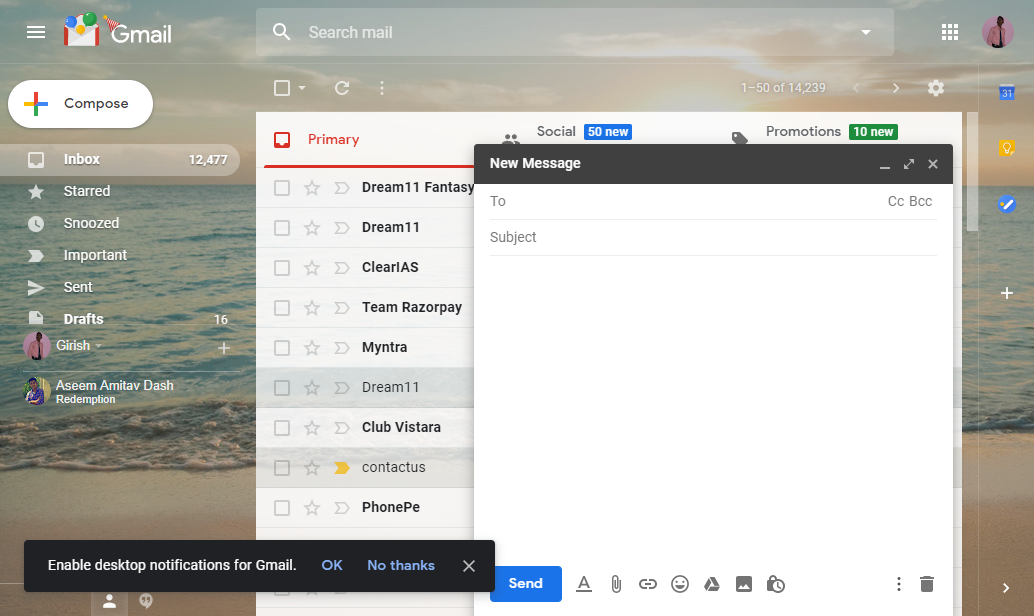 Gmail
Search mail
Compose
1–50 of 14,239
31
Primary
Social 50 new
Promotions 10 new
Inbox 12,477
Starred
Snoozed
Important
Sent
Drafts 16
Girish
Aseem Amitav Dash
Redemption
Dream11 Fantasy
Dream11
ClearIAS
Team Razorpay
Myntra
Dream11
Club Vistara
contactus
PhonePe
New Message
To Cc Bcc
Subject
Enable desktop notifications for Gmail. OK No thanks
Send